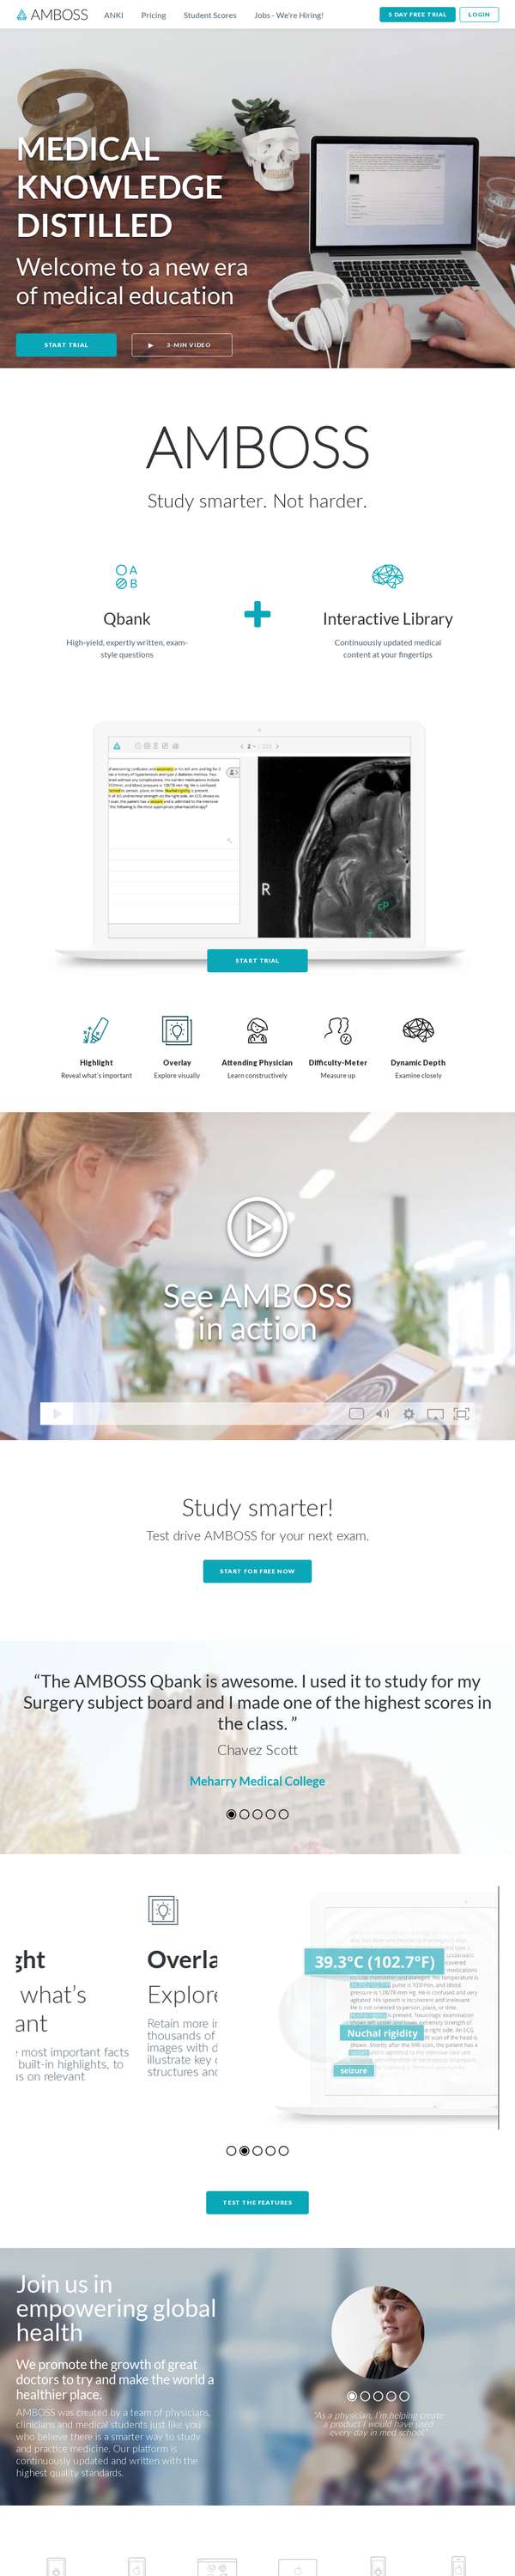 AMBOSS
ANKI
Pricing
Student Scores
Jobs - We're Hiring!
5 DAY FREE TRIAL
LOGIN
MEDICAL
KNOWLEDGE
DISTILLED
Welcome to a new era
of medical education
START TRIAL
3-MIN VIDEO
AMBOSS
Study smarter. Not harder.
A
B
Qbank
High-yield, expertly written, exam-
style questions
Interactive Library
Continuously updated medical
content at your fingertips
R
cP
START TRIAL
Highlight
Reveal what's important
Overlay
Explore visually
Attending Physician
Learn constructively
Difficulty-Meter
Measure up
Dynamic Depth
Examine closely
See AMBOSS
in action
Study smarter!
Test drive AMBOSS for your next exam.
START FOR FREE NOW
“The AMBOSS Qbank is awesome. I used it to study for my
Surgery subject board and I made one of the highest scores in
the class. ”
Chavez Scott
Meharry Medical College
ght
what's
ant
most important facts
built-in highlights, to
us on relevant
Overla
Explore
Retain more i
thousands of
images with d
illustrate key
structures and
39.3°C (102.7°F)
Nuchal rigidity
seizure
TEST THE FEATURES
Join us in
empowering global
health
We promote the growth of great
doctors to try and make the world a
healthier place.
AMBOSS was created by a team of physicians,
clinicians and medical students just like you
who believe there is a smarter way to study
and practice medicine. Our platform is
continuously updated and written with the
highest quality standards.
"As a physician, I'm helping create
a product I would have used
every day in med school."